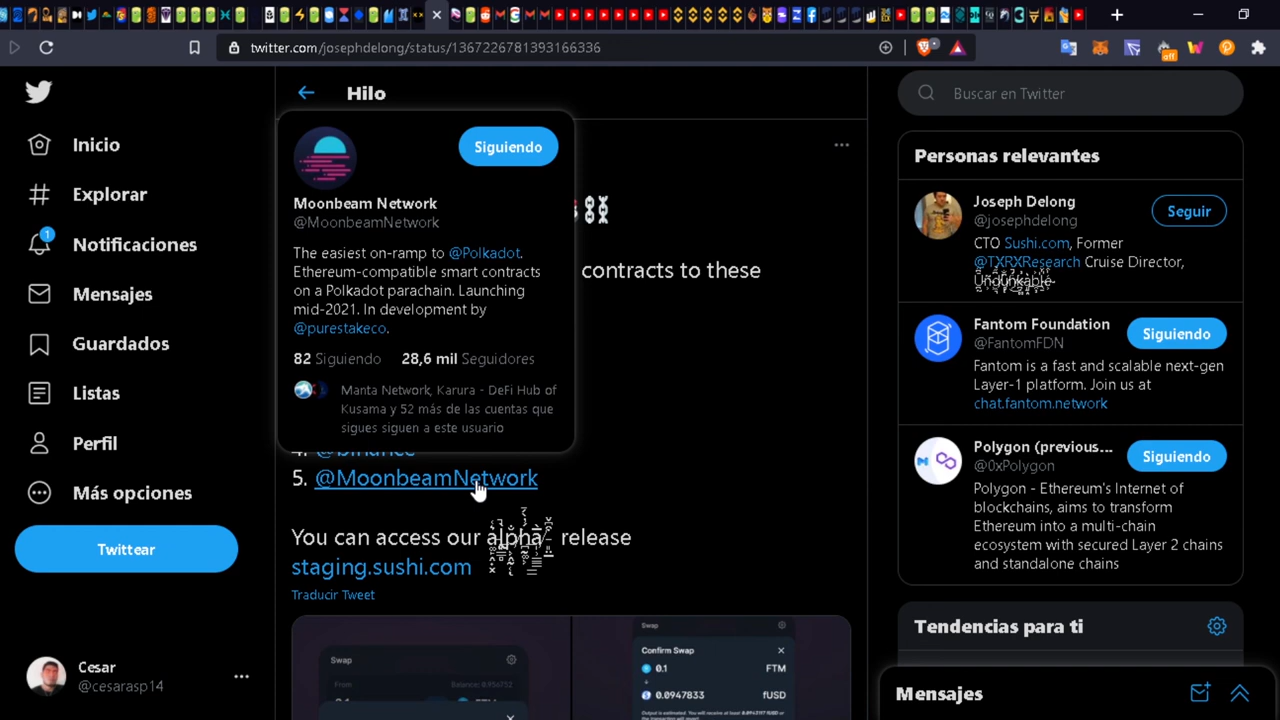 twitter.com/josephdelong/status/1367226781393166336
off
Hilo
Inicio
Explorar
1
Notificaciones
Mensajes
Guardados
Listas
Perfil
Más opciones
Twittear
Cesar
@cesarasp14
Siguiendo
Moonbeam Network
@MoonbeamNetwork
The easiest on-ramp to @Polkadot.
Ethereum-compatible smart contracts
on a Polkadot parachain. Launching
mid-2021. In development by
@purestakeco.
82 Siguiendo 28,6 mil Seguidores
Manta Network, Karura - DeFi Hub of
Kusama y 52 más de las cuentas que
sigues siguen a este usuario
contracts to these
4. @binance
5. @MoonbeamNetwork
You can access our alpha release
staging.sushi.com
Traducir Tweet
Swap
From Balance: 0.956752
0.1
Swap
Confirm Swap
0.1 FTM
0.0947833 fUSD
Buscar en Twitter
Personas relevantes
Joseph Delong
@josephdelong
Seguir
CTO Sushi.com, Former
@TXRXResearch Cruise Director,
Undunkable
Fantom Foundation
@FantomFDN
Siguiendo
Fantom is a fast and scalable next-gen
Layer-1 platform. Join us at
chat.fantom.network
Polygon (previous...
@0xPolygon
Siguiendo
Polygon - Ethereum's Internet of
blockchains, aims to transform
Ethereum into a multi-chain
ecosystem with secured Layer 2 chains
and standalone chains
Tendencias para ti
Mensajes